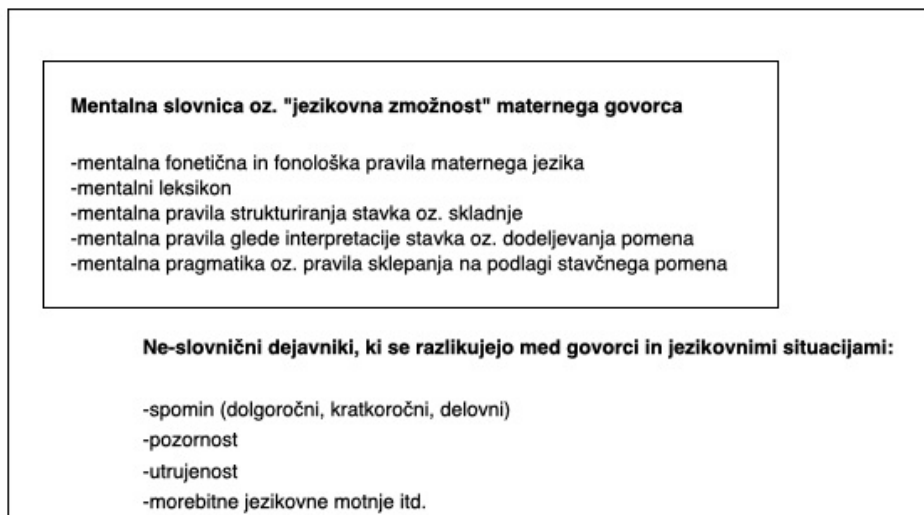 Mentalna slovnica oz. "jezikovna zmožnost" maternega govorca
-mentalna fonetična in fonološka pravila maternega jezika
-mentalni leksikon
-mentalna pravila strukturiranja stavka oz. skladnje
-mentalna pravila glede interpretacije stavka oz. dodeljevanja pomena
-mentalna pragmatika oz. pravila sklepanja na podlagi stavčnega pomena
Ne-slovnični dejavniki, ki se razlikujejo med govorci in jezikovnimi situacijami:
-spomin (dolgoročni, kratkoročni, delovni)
-pozornost
-utrujenost
-morebitne jezikovne motnje itd.